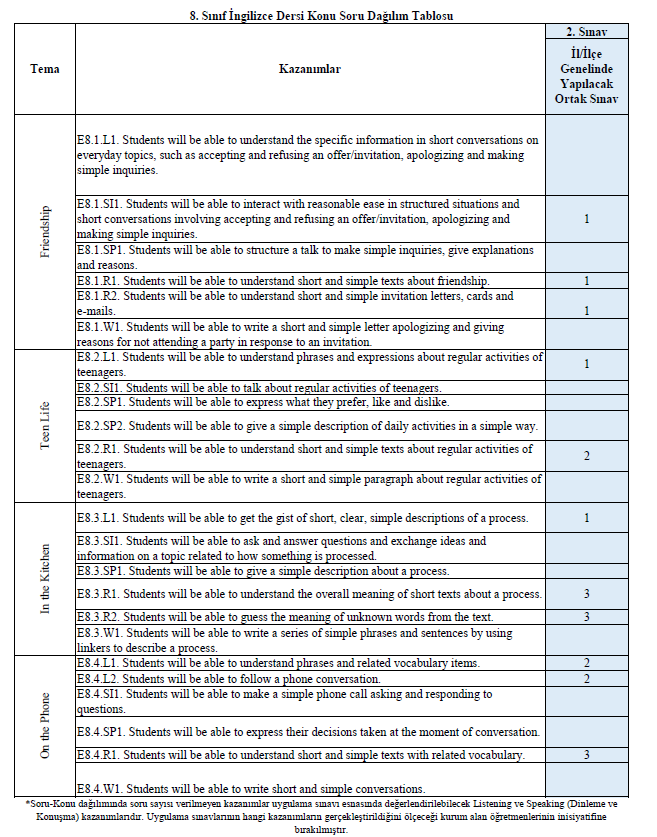 8. Sınıf İngilizce Dersi Konu Soru Dağılım Tablosu
2. Sınav
Tema
Kazanımlar
İl/İlçe
Genelinde
Yapılacak
Ortak Sınav
Friendship
E8.1.L1. Students will be able to understand the specific information in short conversations on
everyday topics, such as accepting and refusing an offer/invitation, apologizing and making
simple inquiries.
E8.1.SI1. Students will be able to interact with reasonable ease in structured situations and
short conversations involving accepting and refusing an offer/invitation, apologizing and
making simple inquiries.
1
E8.1.SP1. Students will be able to structure a talk to make simple inquiries, give explanations
and reasons.
E8.1.R1. Students will be able to understand short and simple texts about friendship.
1
E8.1.R2. Students will be able to understand short and simple invitation letters, cards and
e-mails.
1
E8.1.W1. Students will be able to write a short and simple letter apologizing and giving
reasons for not attending a party in response to an invitation.
Teen Life
E8.2.L1. Students will be able to understand phrases and expressions about regular activities of
teenagers.
1
E8.2.SI1. Students will be able to talk about regular activities of teenagers.
E8.2.SP1. Students will be able to express what they prefer, like and dislike.
E8.2.SP2. Students will be able to give a simple description of daily activities in a simple way.
E8.2.R1. Students will be able to understand short and simple texts about regular activities of
teenagers.
2
E8.2.W1. Students will be able to write a short and simple paragraph about regular activities of
teenagers.
In the Kitchen
E8.3.L1. Students will be able to get the gist of short, clear, simple descriptions of a process.
1
E8.3.SI1. Students will be able to ask and answer questions and exchange ideas and
information on a topic related to how something is processed.
E8.3.SP1. Students will be able to give a simple description about a process.
E8.3.R1. Students will be able to understand the overall meaning of short texts about a process.
3
E8.3.R2. Students will be able to guess the meaning of unknown words from the text.
3
E8.3.W1. Students will be able to write a series of simple phrases and sentences by using
linkers to describe a process.
On the Phone
E8.4.L1. Students will be able to understand phrases and related vocabulary items.
2
E8.4.L2. Students will be able to follow a phone conversation.
2
E8.4.SI1. Students will be able to make a simple phone call asking and responding to
questions.
E8.4.SP1. Students will be able to express their decisions taken at the moment of conversation.
E8.4.R1. Students will be able to understand short and simple texts with related vocabulary.
3
E8.4.W1. Students will be able to write short and simple conversations.
*Soru-Konu dağılımında soru sayısı verilmeyen kazanımlar uygulama sınavı esnasında değerlendirilebilecek Listening ve Speaking (Dinleme ve
Konuşma) kazanımlarıdır. Uygulama sınavlarının hangi kazanımların gerçekleştirildiğini ölçeceği kurum alan öğretmenlerinin inisiyatifine
bırakılmıştır.